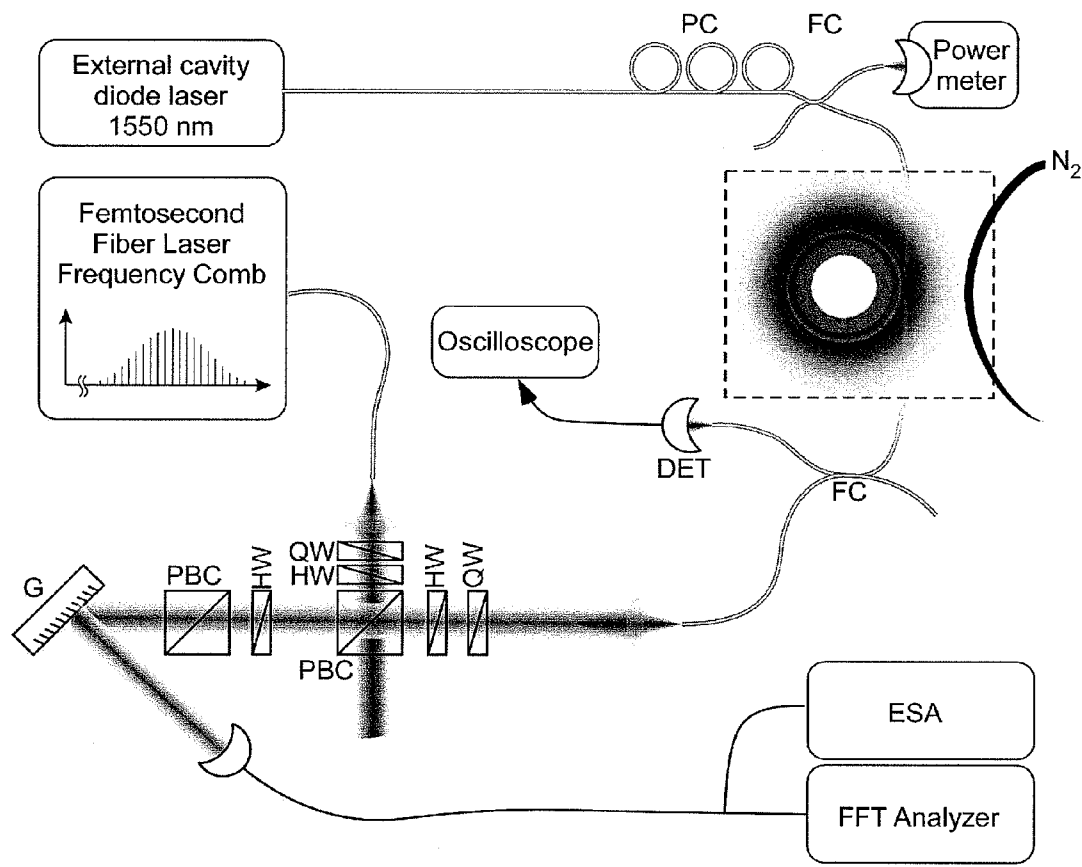 PC
FC
External cavity
diode laser
1550 nm
Power
meter
N2
Femtosecond
Fiber Laser
Frequency Comb
Oscilloscope
DET
FC
QW
HW
HW
QW
PBC
HW
G
PBC
ESA
FFT Analyzer